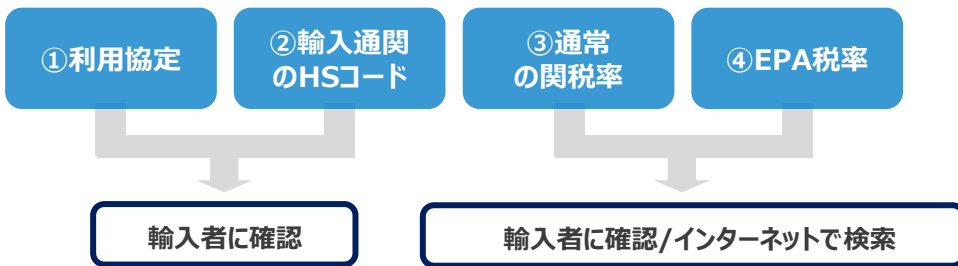 ①利用協定
②輸入通関
のHSコード
③通常
の関税率
④EPA税率
輸入者に確認
輸入者に確認/インターネットで検索